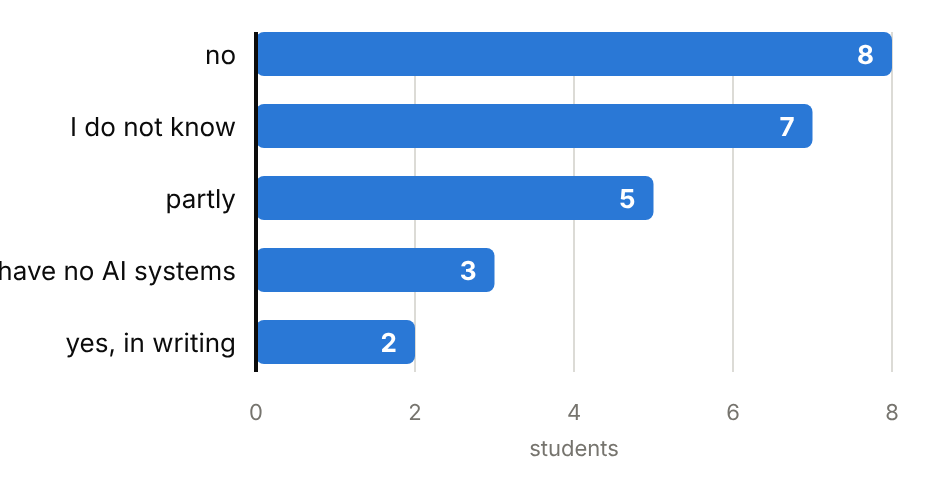 no 8
I do not know 7
partly 5
have no AI systems 3
yes, in writing 2
0 2 4 6 8
students